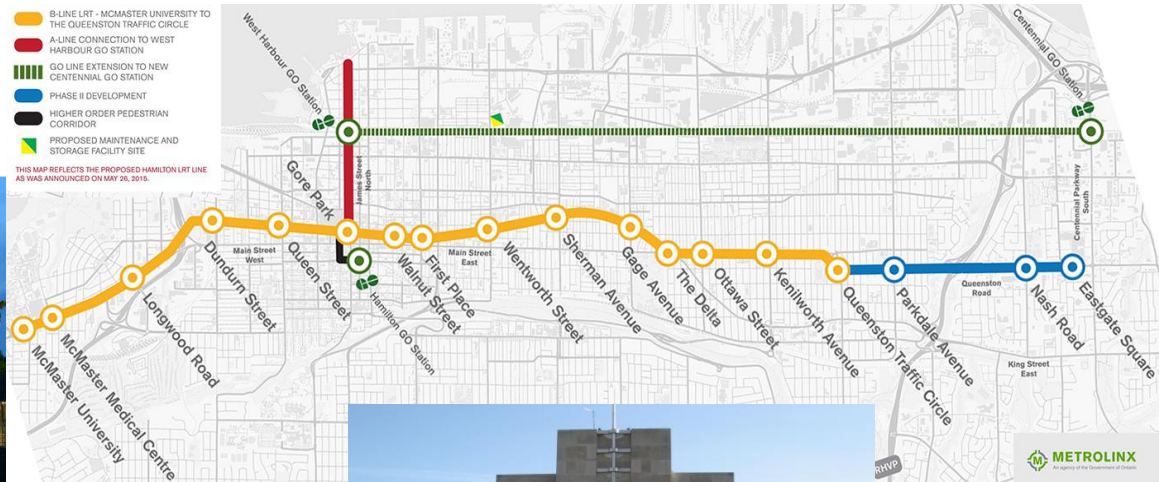 B-LINE LRT - MCMASTER UNIVERSITY TO
THE QUEENSTON TRAFFIC CIRCLE
A-LINE CONNECTION TO WEST
HARBOUR GO STATION
GO LINE EXTENSION TO NEW
CENTENNIAL GO STATION
PHASE II DEVELOPMENT
HIGHER ORDER PEDESTRIAN
CORRIDOR
PROPOSED MAINTENANCE AND
STORAGE FACILITY SITE
THIS MAP REFLECTS THE PROPOSED HAMILTON LRT LINE
AS WAS ANNOUNCED ON MAY 26, 2015.
West Harbour GO Station
Centennial GO Station
James Street
North
Centennial Parkway
South
Gore Park
McMaster University
McMaster Medical Centre
Longwood Road
Dundurn Street
Main Street
West
Queen Street
Hamilton GO Station
Walnut Street
First Place
Main Street
East
Wentworth Street
Sherman Avenue
Gage Avenue
The Delta
Ottawa Street
Kenilworth Avenue
Queenston Traffic Circle
Parkdale Avenue
Queenston
Road
Nash Road
Eastgate Square
King Street
East
RHVP
METROLINX
An agency of the Government of Ontario